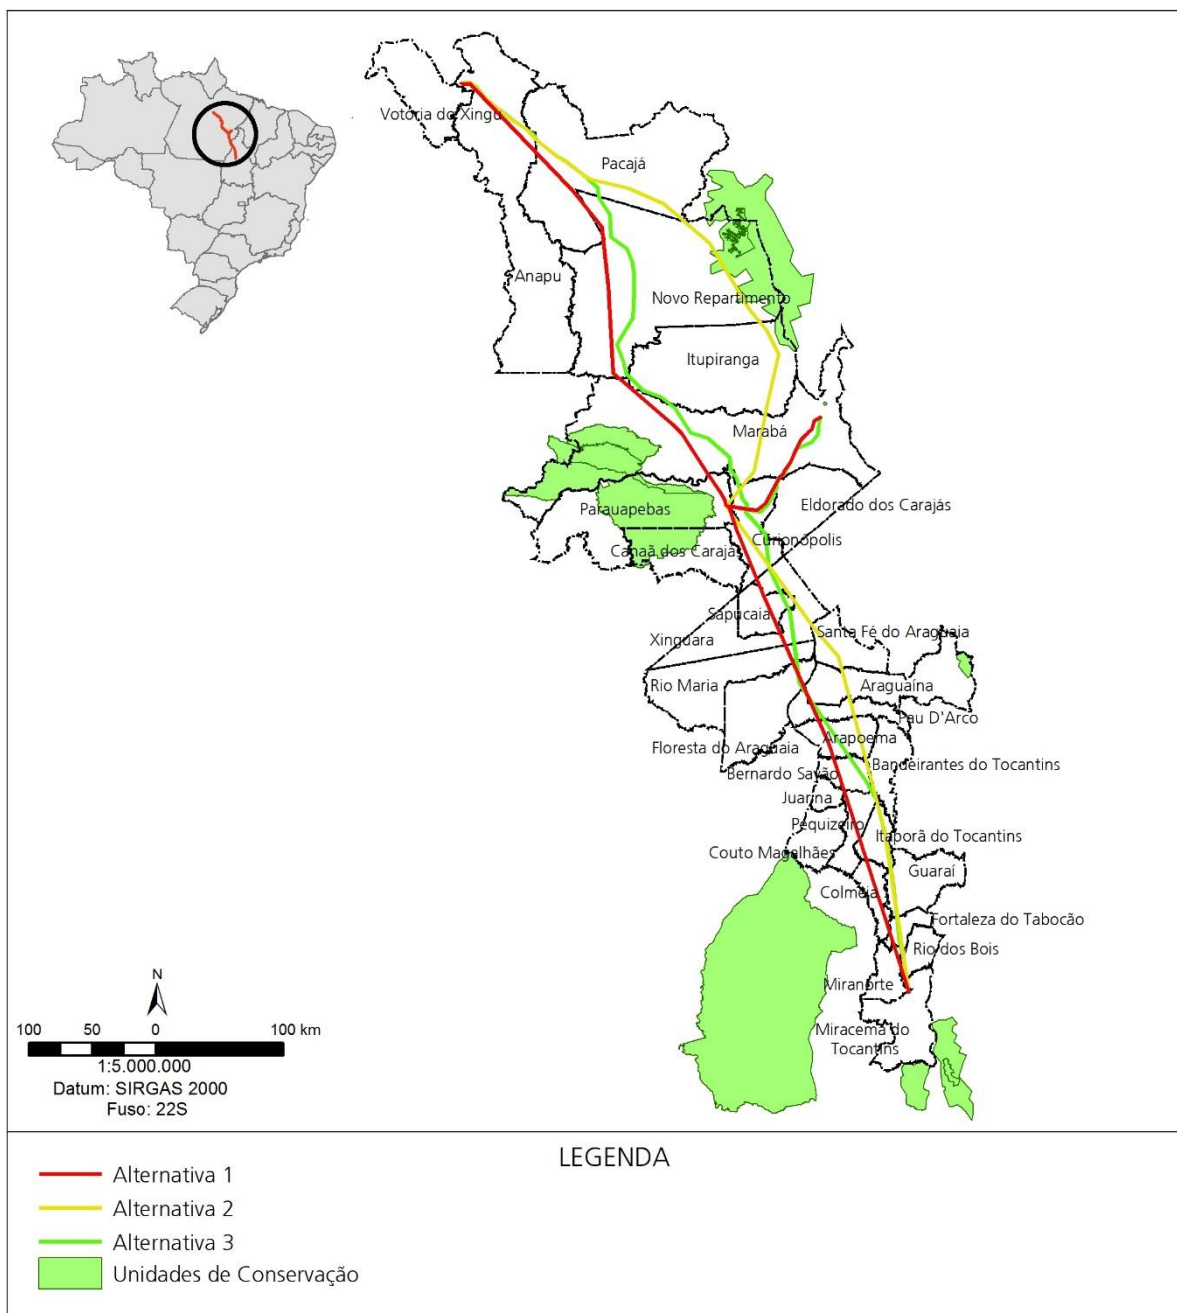 Votória do Xingu
Pacajá
Anapu
Novo Repartimento
Itupiranga
Marabá
Parauapebas
Eldorado dos Carajás
Curionópolis
Canaã dos Carajás
Sapucaia
Santa Fé do Araguaia
Xinguara
Rio Maria
Araguaína
Pau D'Arco
Arapoema
Floresta do Araguaia
Bandeirantes do Tocantins
Bernardo Sayão
Juarina
Pequizeiro
Itaporã do Tocantins
Couto Magalhães
Guaraí
Colméia
Fortaleza do Tabocão
Rio dos Bois
Miranorte
Miracema do
Tocantins
N
100 50 0 100 km
1:5.000.000
Datum: SIRGAS 2000
Fuso: 22S
LEGENDA
Alternativa 1
Alternativa 2
Alternativa 3
Unidades de Conservação